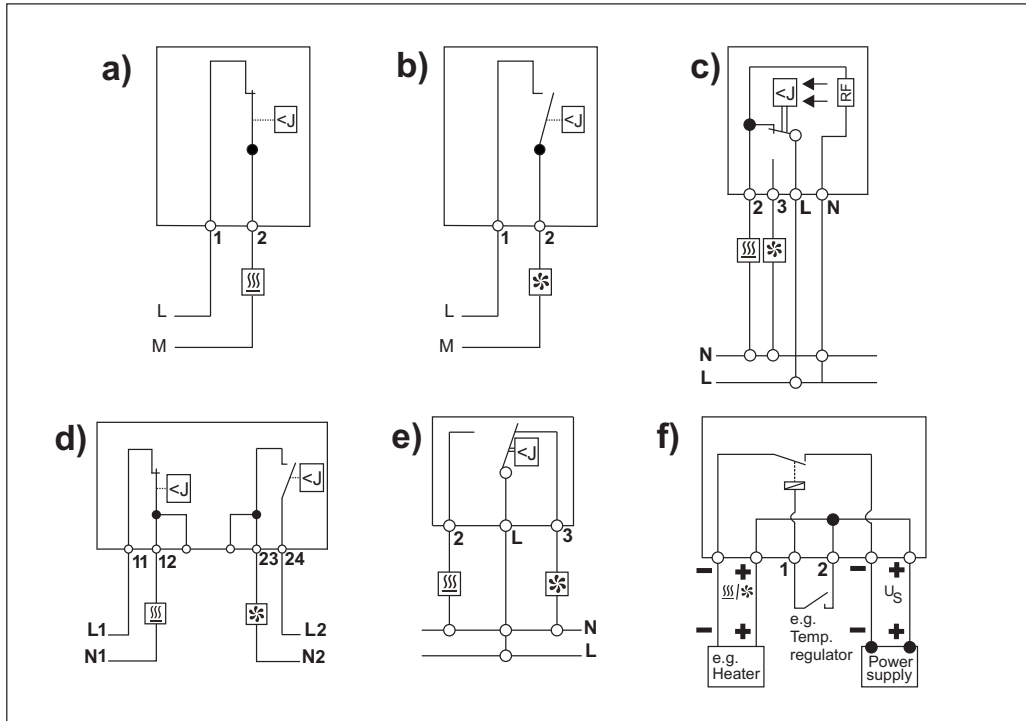 a)
<J
1 2
L
M
b)
<J
1 2
L
M
c)
<J RF
2 3 L N
N
L
d)
<J <J
11 12 23 24
L1 L2
N1 N2
e)
<J
2 L 3
N
L
f)
− + 1 2 − +
/
US
e.g.
Temp.
regulator
− + − +
e.g.
Heater
Power
supply